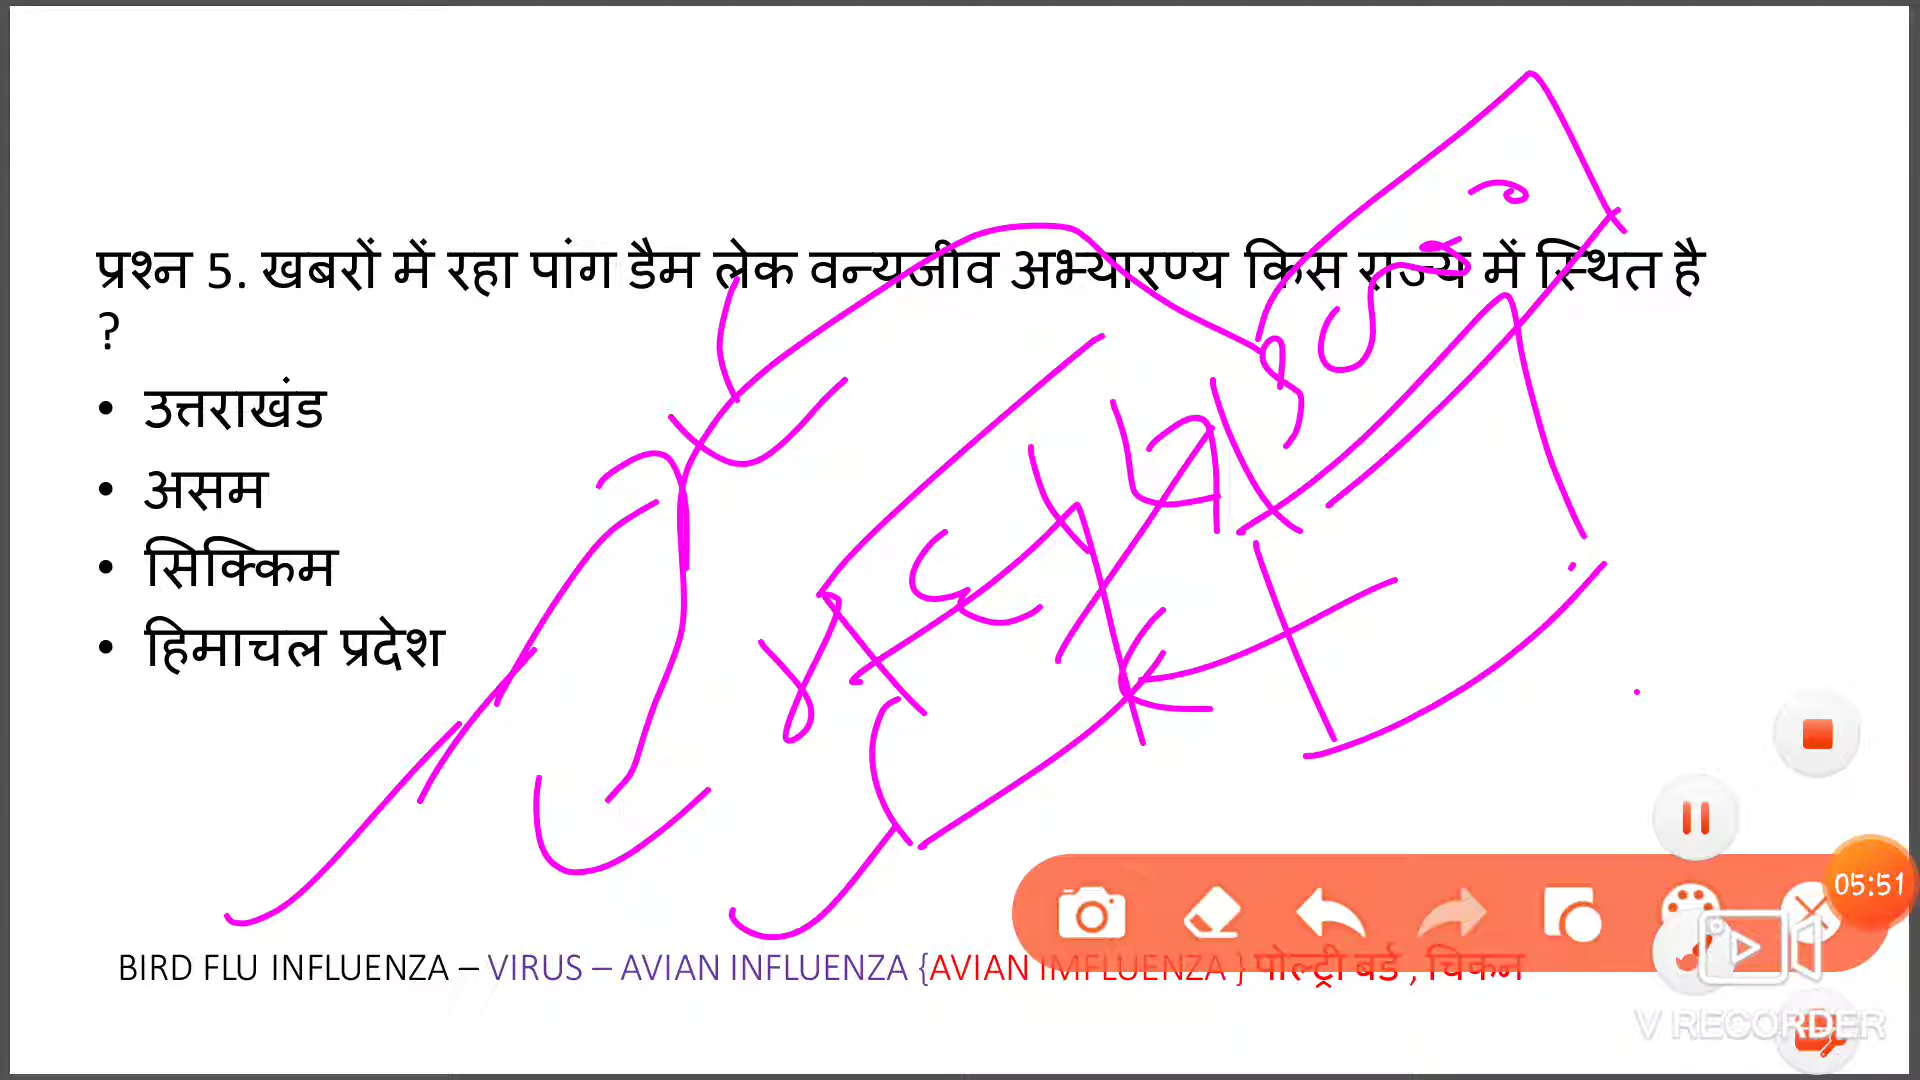 प्रश्न 5. खबरों में रहा पांग डैम लेक वन्यजीव अभ्यारण्य किस राज्य में स्थित है
?
• उत्तराखंड
• असम
• सिक्किम
• हिमाचल प्रदेश
05:51
BIRD FLU INFLUENZA – VIRUS – AVIAN INFLUENZA {AVIAN IMFLUENZA } पोल्ट्री बर्ड , चिकन
V RECORDER